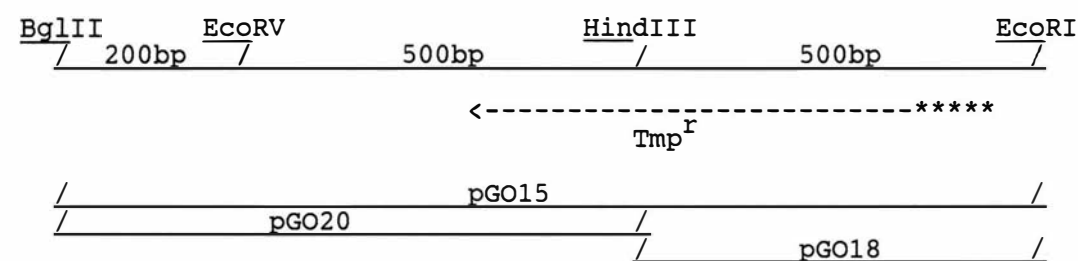 BglII EcoRV HindIII EcoRI
/ 200bp / 500bp / 500bp /
<----------------------------*****
Tmp^r
/ pGO15 /
/ pGO20 /
/ pGO18 /